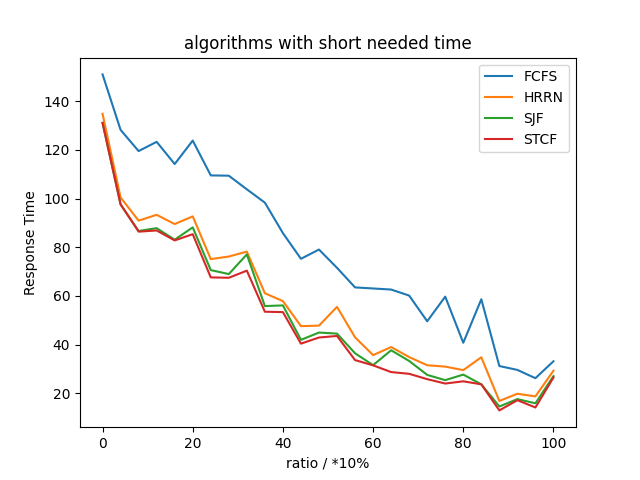 algorithms with short needed time
FCFS
HRRN
SJF
STCF
Response Time
140
120
100
80
60
40
20
0 20 40 60 80 100
ratio / *10%